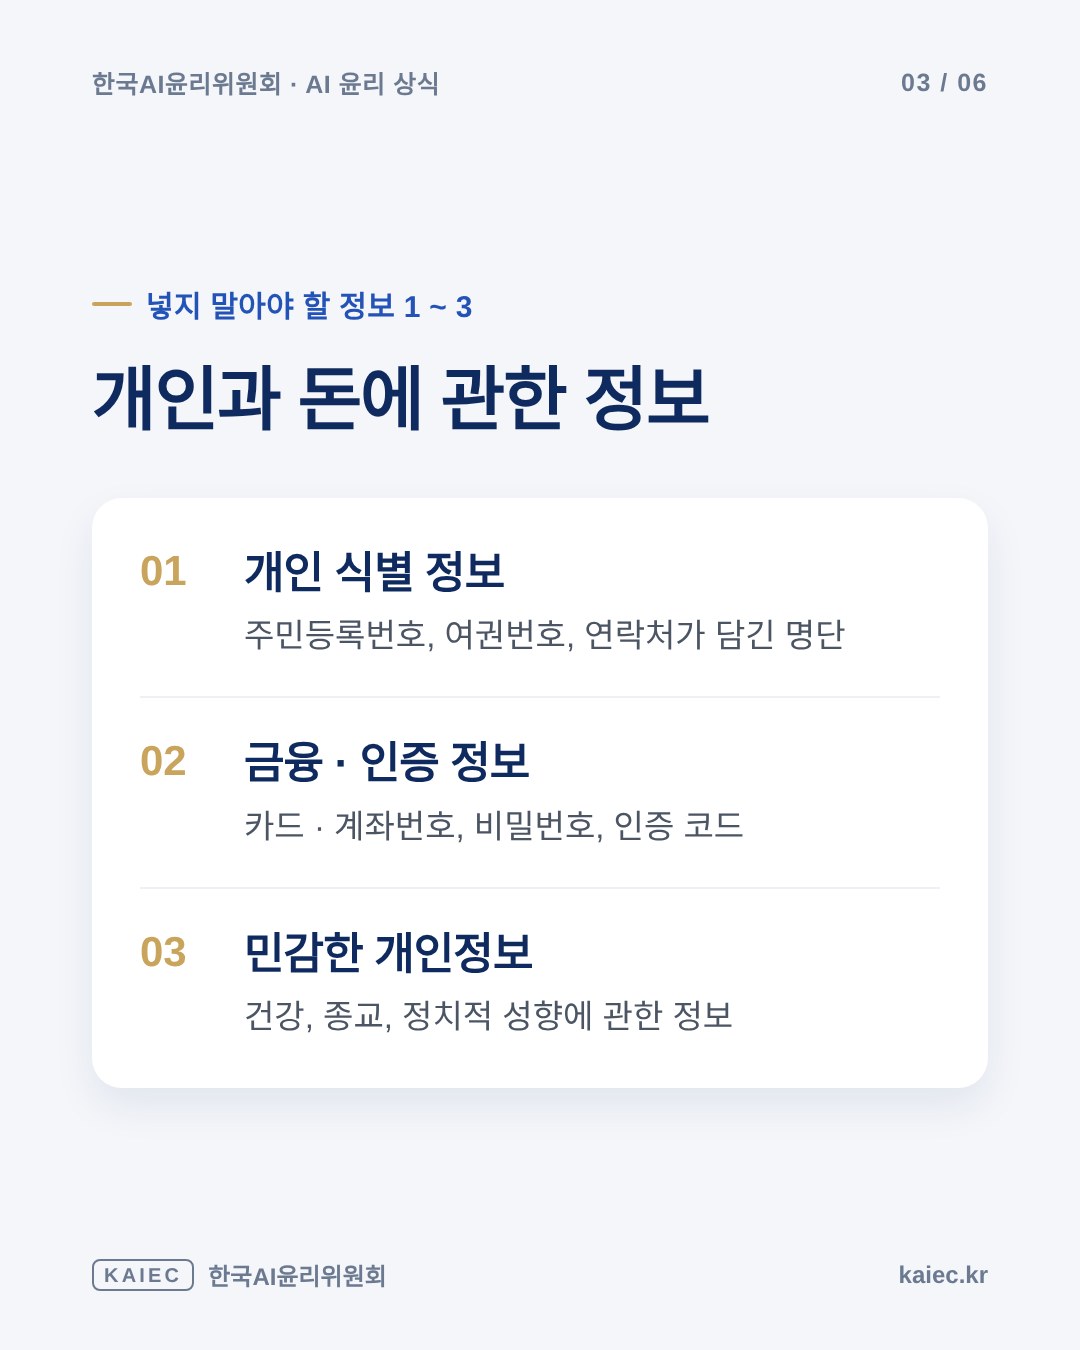 한국AI윤리위원회 · AI 윤리 상식
03 / 06
넣지 말아야 할 정보 1 ~ 3
개인과 돈에 관한 정보
01 개인 식별 정보
주민등록번호, 여권번호, 연락처가 담긴 명단
02 금융 · 인증 정보
카드 · 계좌번호, 비밀번호, 인증 코드
03 민감한 개인정보
건강, 종교, 정치적 성향에 관한 정보
KAIEC 한국AI윤리위원회
kaiec.kr